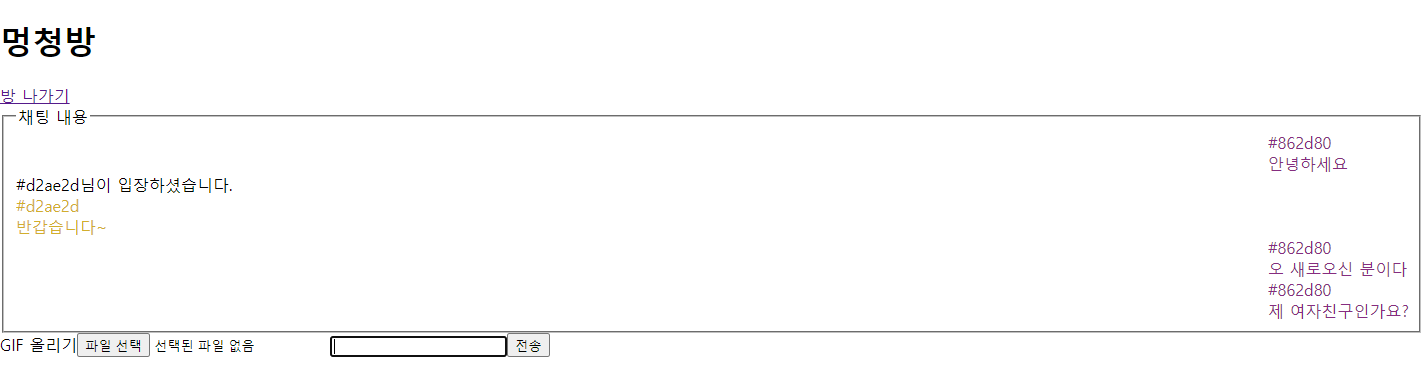 멍청방
방 나가기
채팅 내용
#862d80
안녕하세요
#d2ae2d님이 입장하셨습니다.
#d2ae2d
반갑습니다~
#862d80
오 새로오신 분이다
#862d80
제 여자친구인가요?
GIF 올리기 파일 선택 선택된 파일 없음 전송